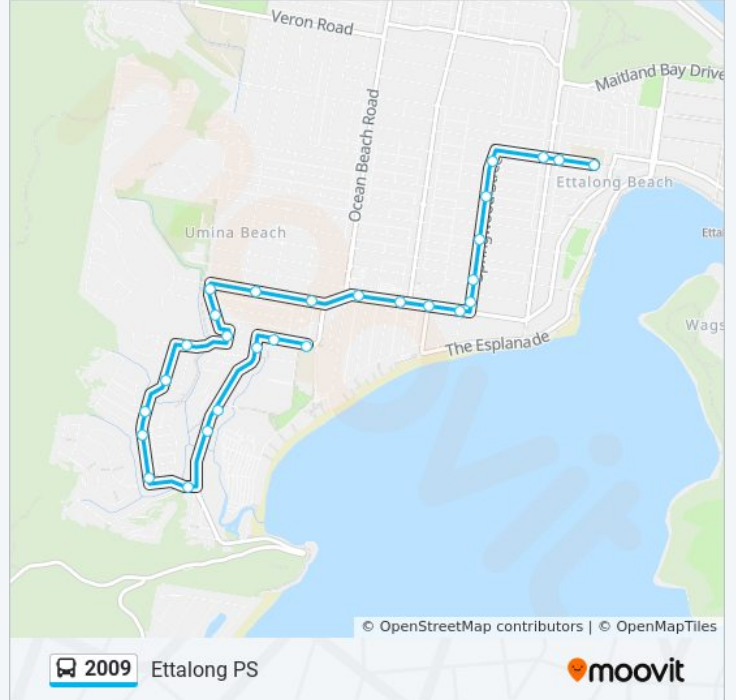 Veron Road
Maitland Bay Drive
Ocean Beach Road
Ettalong Beach
Umina Beach
Etta
Wags
The Esplanade
© OpenStreetMap contributors | © OpenMapTiles
2009 Ettalong PS
moovit